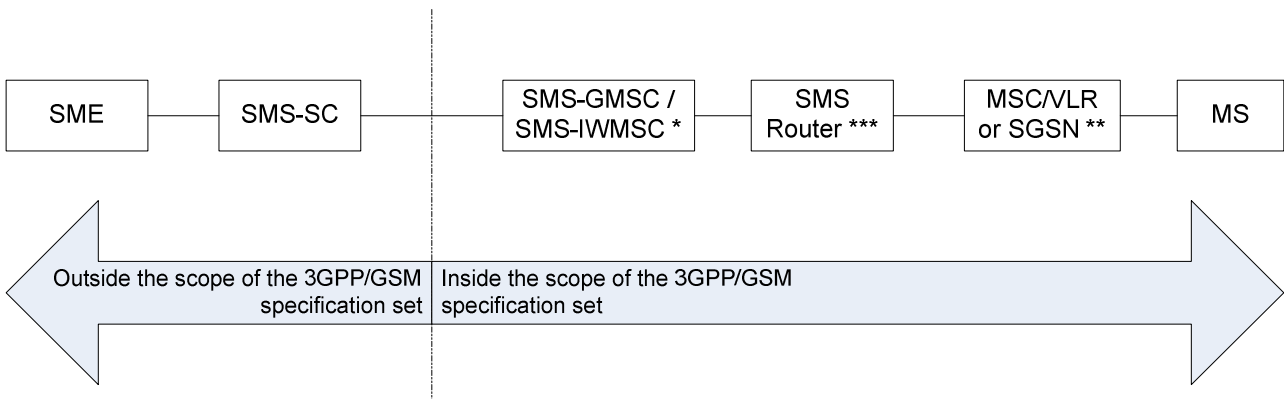 SME
SMS-SC
SMS-GMSC /
SMS-IWMSC *
SMS
Router ***
MSC/VLR
or SGSN **
MS
Outside the scope of the 3GPP/GSM
specification set
Inside the scope of the 3GPP/GSM
specification set